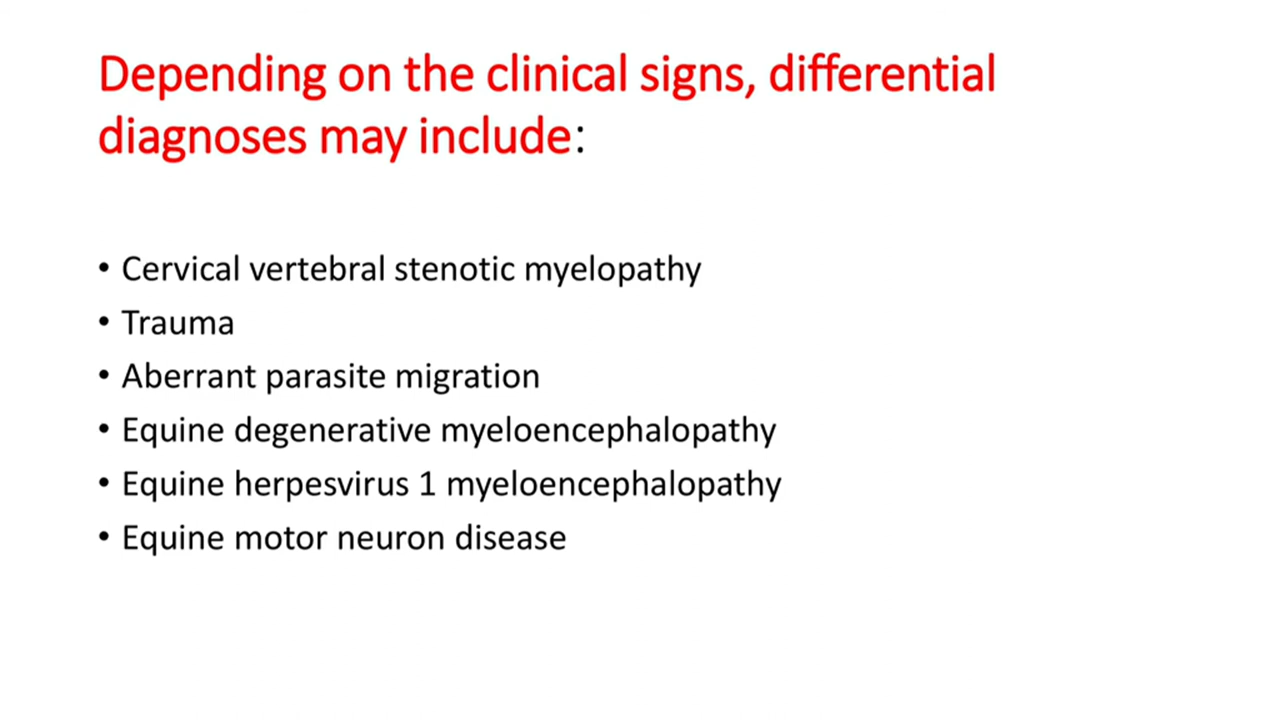 Depending on the clinical signs, differential
diagnoses may include:
• Cervical vertebral stenotic myelopathy
• Trauma
• Aberrant parasite migration
• Equine degenerative myeloencephalopathy
• Equine herpesvirus 1 myeloencephalopathy
• Equine motor neuron disease